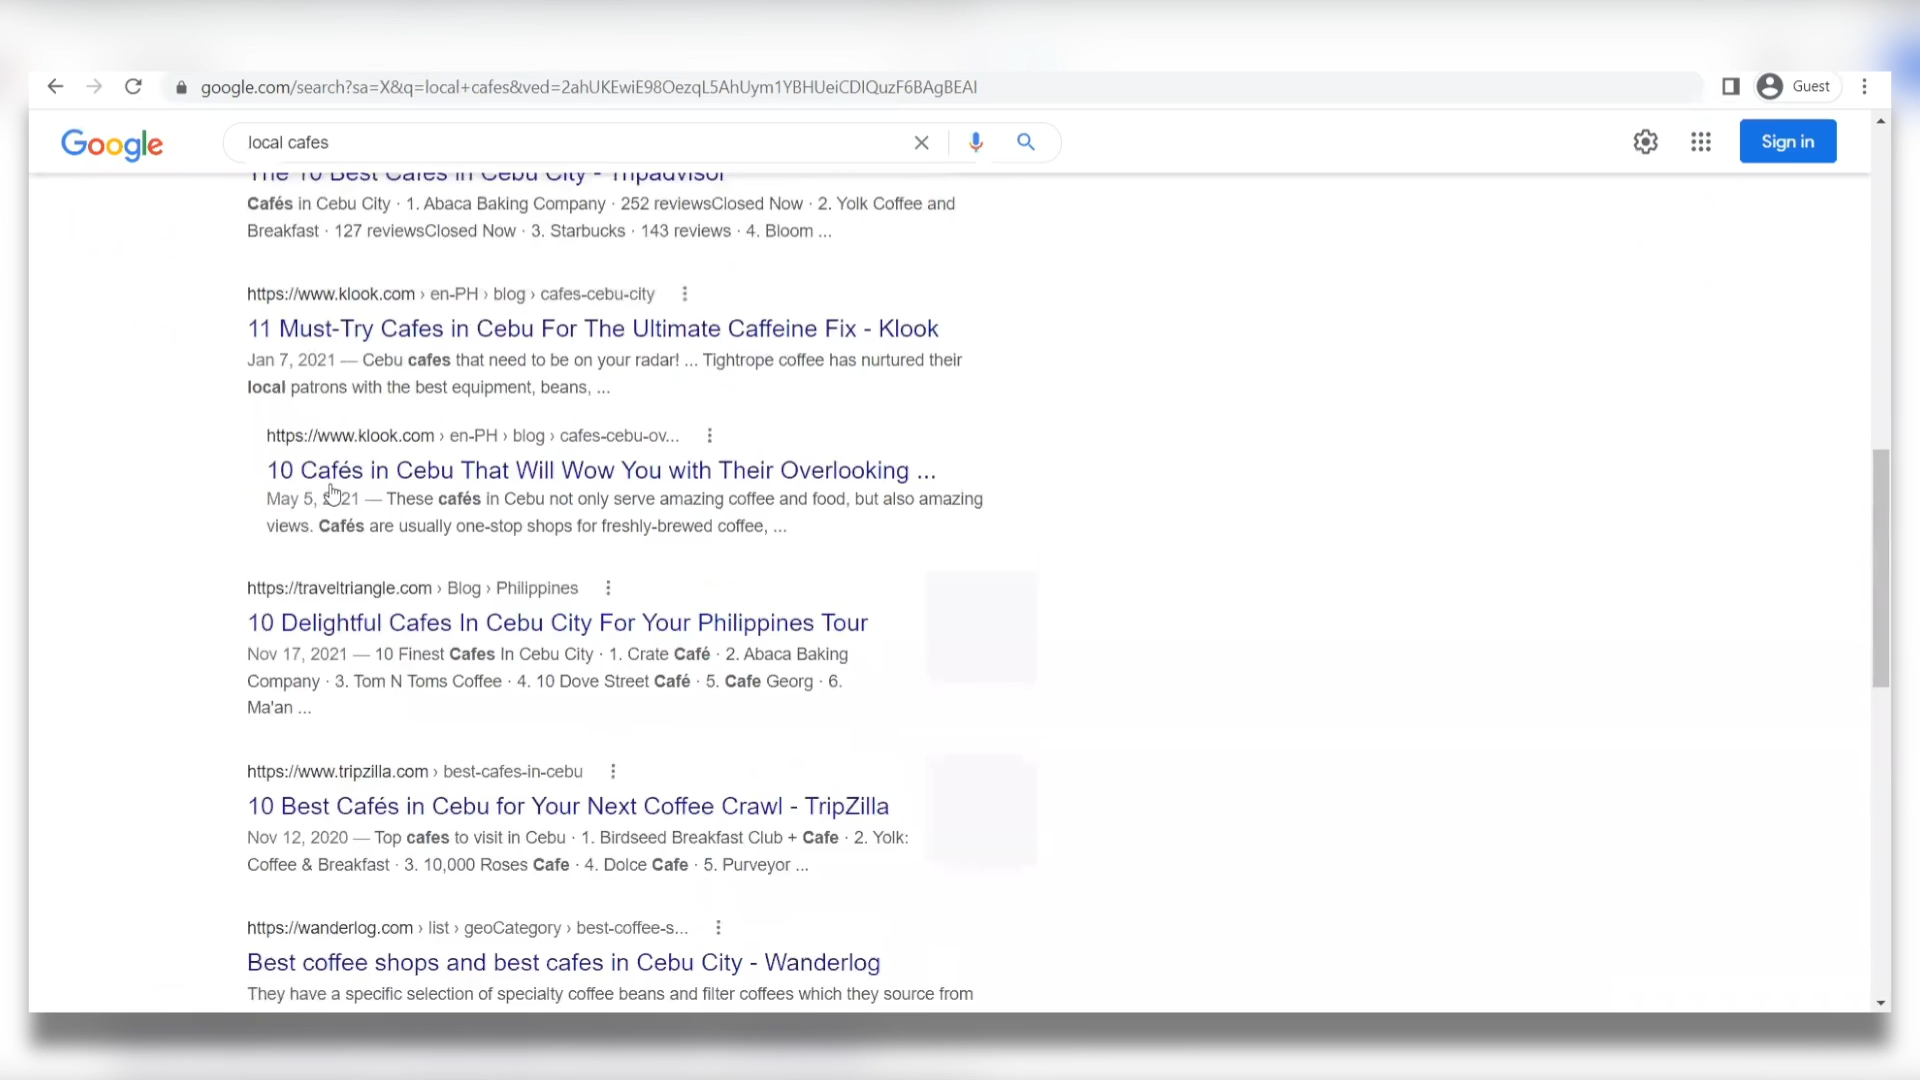 google.com/search?sa=X&q=local+cafes&ved=2ahUKEwiE98OezqL5AhUym1YBHUeiCDIQuzF6BAgBEAI
Guest
Google
local cafes
Sign in
The 10 Best Cafes in Cebu City - Tripadvisor
Cafés in Cebu City · 1. Abaca Baking Company · 252 reviewsClosed Now · 2. Yolk Coffee and
Breakfast · 127 reviewsClosed Now · 3. Starbucks · 143 reviews · 4. Bloom ...
https://www.klook.com › en-PH › blog › cafes-cebu-city
11 Must-Try Cafes in Cebu For The Ultimate Caffeine Fix - Klook
Jan 7, 2021 — Cebu cafes that need to be on your radar! ... Tightrope coffee has nurtured their
local patrons with the best equipment, beans, ...
https://www.klook.com › en-PH › blog › cafes-cebu-ov...
10 Cafés in Cebu That Will Wow You with Their Overlooking ...
May 5, 2021 — These cafés in Cebu not only serve amazing coffee and food, but also amazing
views. Cafés are usually one-stop shops for freshly-brewed coffee, ...
https://traveltriangle.com › Blog › Philippines
10 Delightful Cafes In Cebu City For Your Philippines Tour
Nov 17, 2021 — 10 Finest Cafes In Cebu City · 1. Crate Café · 2. Abaca Baking
Company · 3. Tom N Toms Coffee · 4. 10 Dove Street Café · 5. Cafe Georg · 6.
Ma'an ...
https://www.tripzilla.com › best-cafes-in-cebu
10 Best Cafés in Cebu for Your Next Coffee Crawl - TripZilla
Nov 12, 2020 — Top cafes to visit in Cebu · 1. Birdseed Breakfast Club + Cafe · 2. Yolk:
Coffee & Breakfast · 3. 10,000 Roses Cafe · 4. Dolce Cafe · 5. Purveyor ...
https://wanderlog.com › list › geoCategory › best-coffee-s...
Best coffee shops and best cafes in Cebu City - Wanderlog
They have a specific selection of specialty coffee beans and filter coffees which they source from